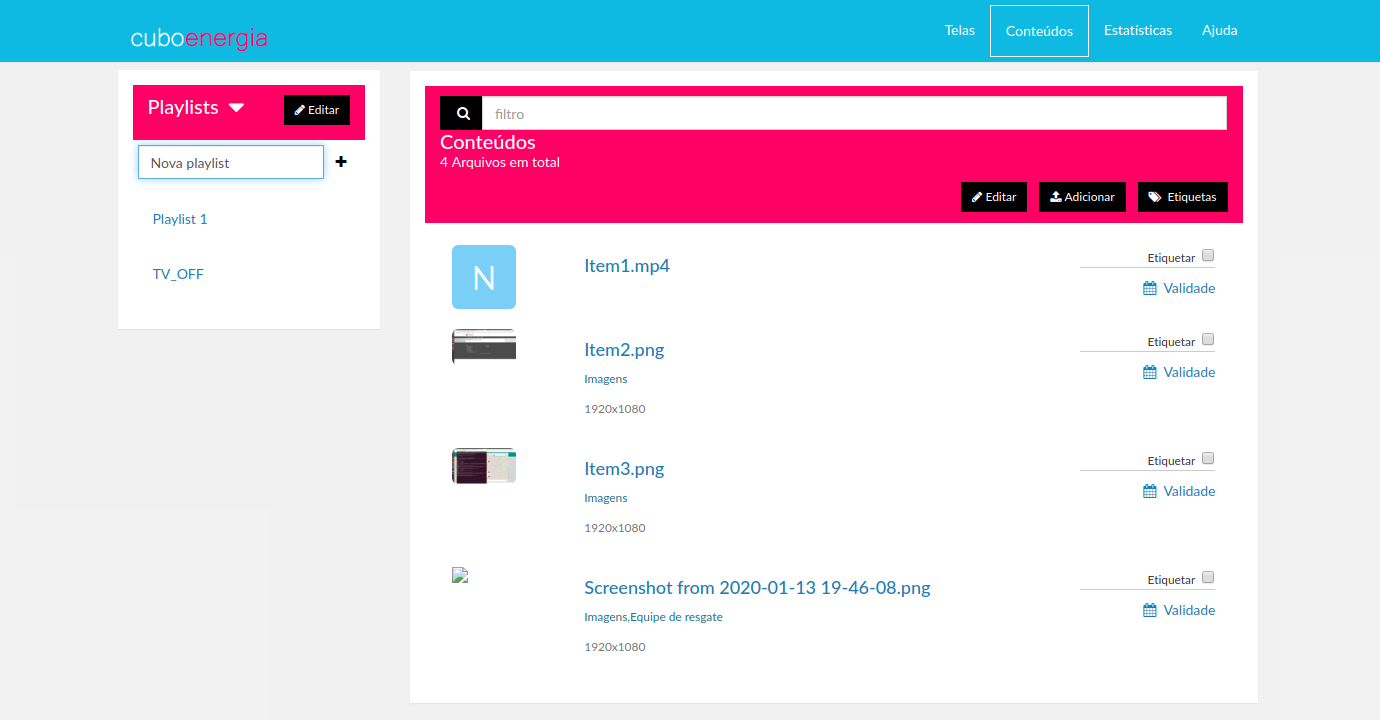 cuboenergia
Telas
Conteúdos
Estatísticas
Ajuda
Playlists
Editar
Nova playlist
Playlist 1
TV_OFF
filtro
Conteúdos
4 Arquivos em total
Editar
Adicionar
Etiquetas
N
Item1.mp4
Etiquetar
Validade
Item2.png
Imagens
1920x1080
Etiquetar
Validade
Item3.png
Imagens
1920x1080
Etiquetar
Validade
Screenshot from 2020-01-13 19-46-08.png
Imagens,Equipe de resgate
1920x1080
Etiquetar
Validade